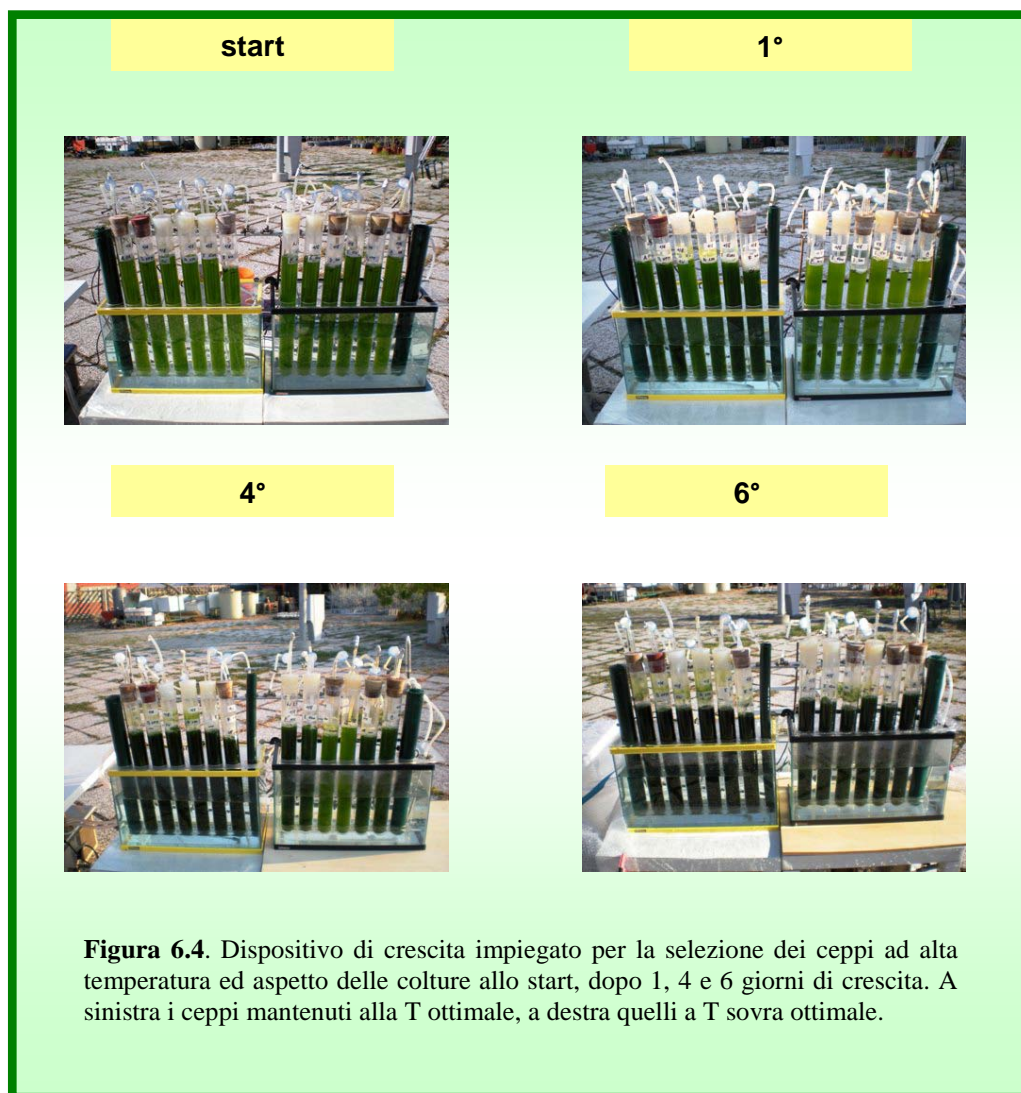 start
1°
4°
6°
Figura 6.4. Dispositivo di crescita impiegato per la selezione dei ceppi ad alta
temperatura ed aspetto delle colture allo start, dopo 1, 4 e 6 giorni di crescita. A
sinistra i ceppi mantenuti alla T ottimale, a destra quelli a T sovra ottimale.